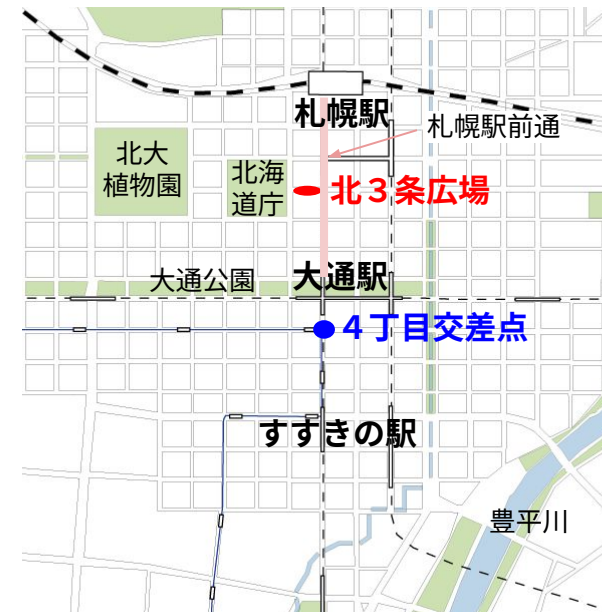 札幌駅
札幌駅前通
北大
植物園
北海
道庁
北３条広場
大通公園
大通駅
４丁目交差点
すすきの駅
豊平川